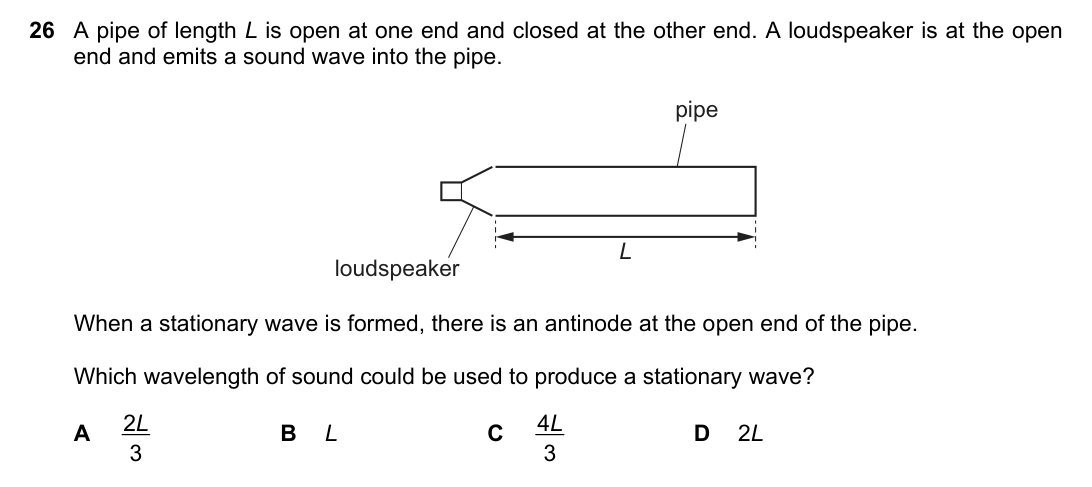 26 A pipe of length L is open at one end and closed at the other end. A loudspeaker is at the open
end and emits a sound wave into the pipe.
pipe
L
loudspeaker
When a stationary wave is formed, there is an antinode at the open end of the pipe.
Which wavelength of sound could be used to produce a stationary wave?
A 2L/3 B L C 4L/3 D 2L